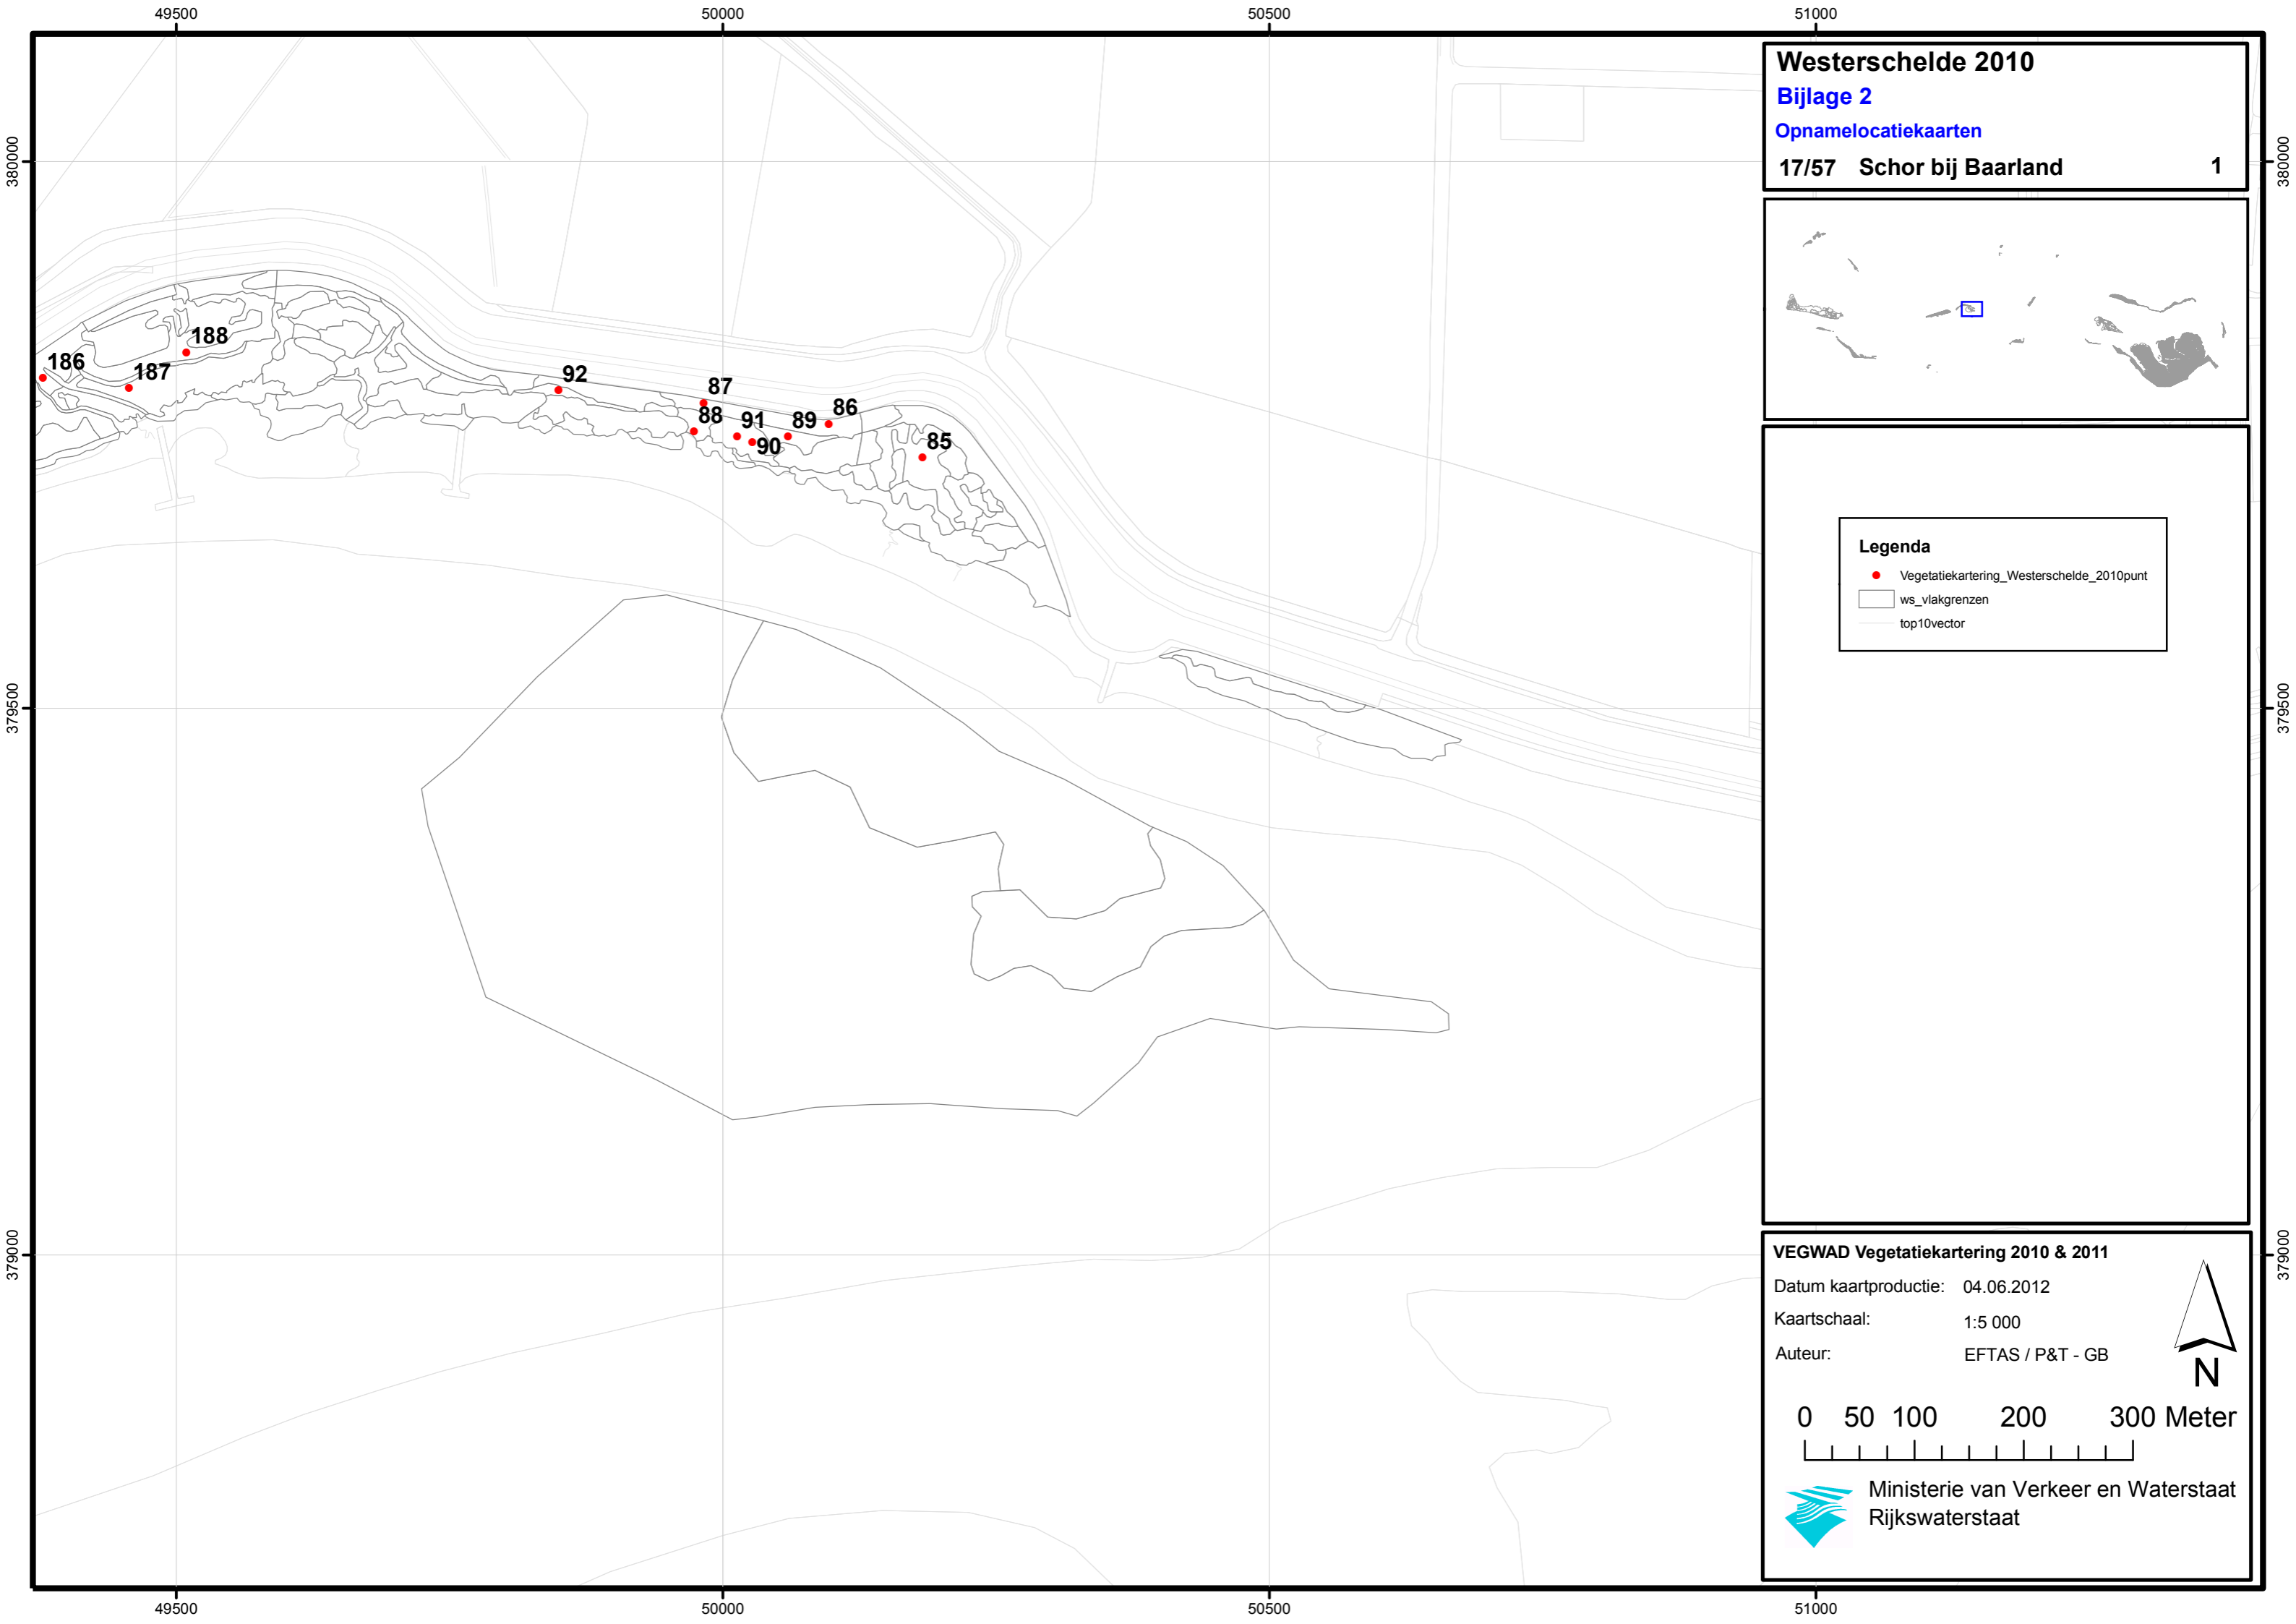 49500 50000 50500 51000
380000 380000
379500 379500
379000 379000
49500 50000 50500 51000
186
187
188
92
87
88
91
90
89
86
85
Westerschelde 2010
Bijlage 2
Opnamelocatiekaarten
17/57 Schor bij Baarland 1
Legenda
Vegetatiekartering_Westerschelde_2010punt
ws_vlakgrenzen
top10vector
VEGWAD Vegetatiekartering 2010 & 2011
Datum kaartproductie: 04.06.2012
Kaartschaal: 1:5 000
Auteur: EFTAS / P&T - GB
N
0 50 100 200 300 Meter
Ministerie van Verkeer en Waterstaat
Rijkswaterstaat